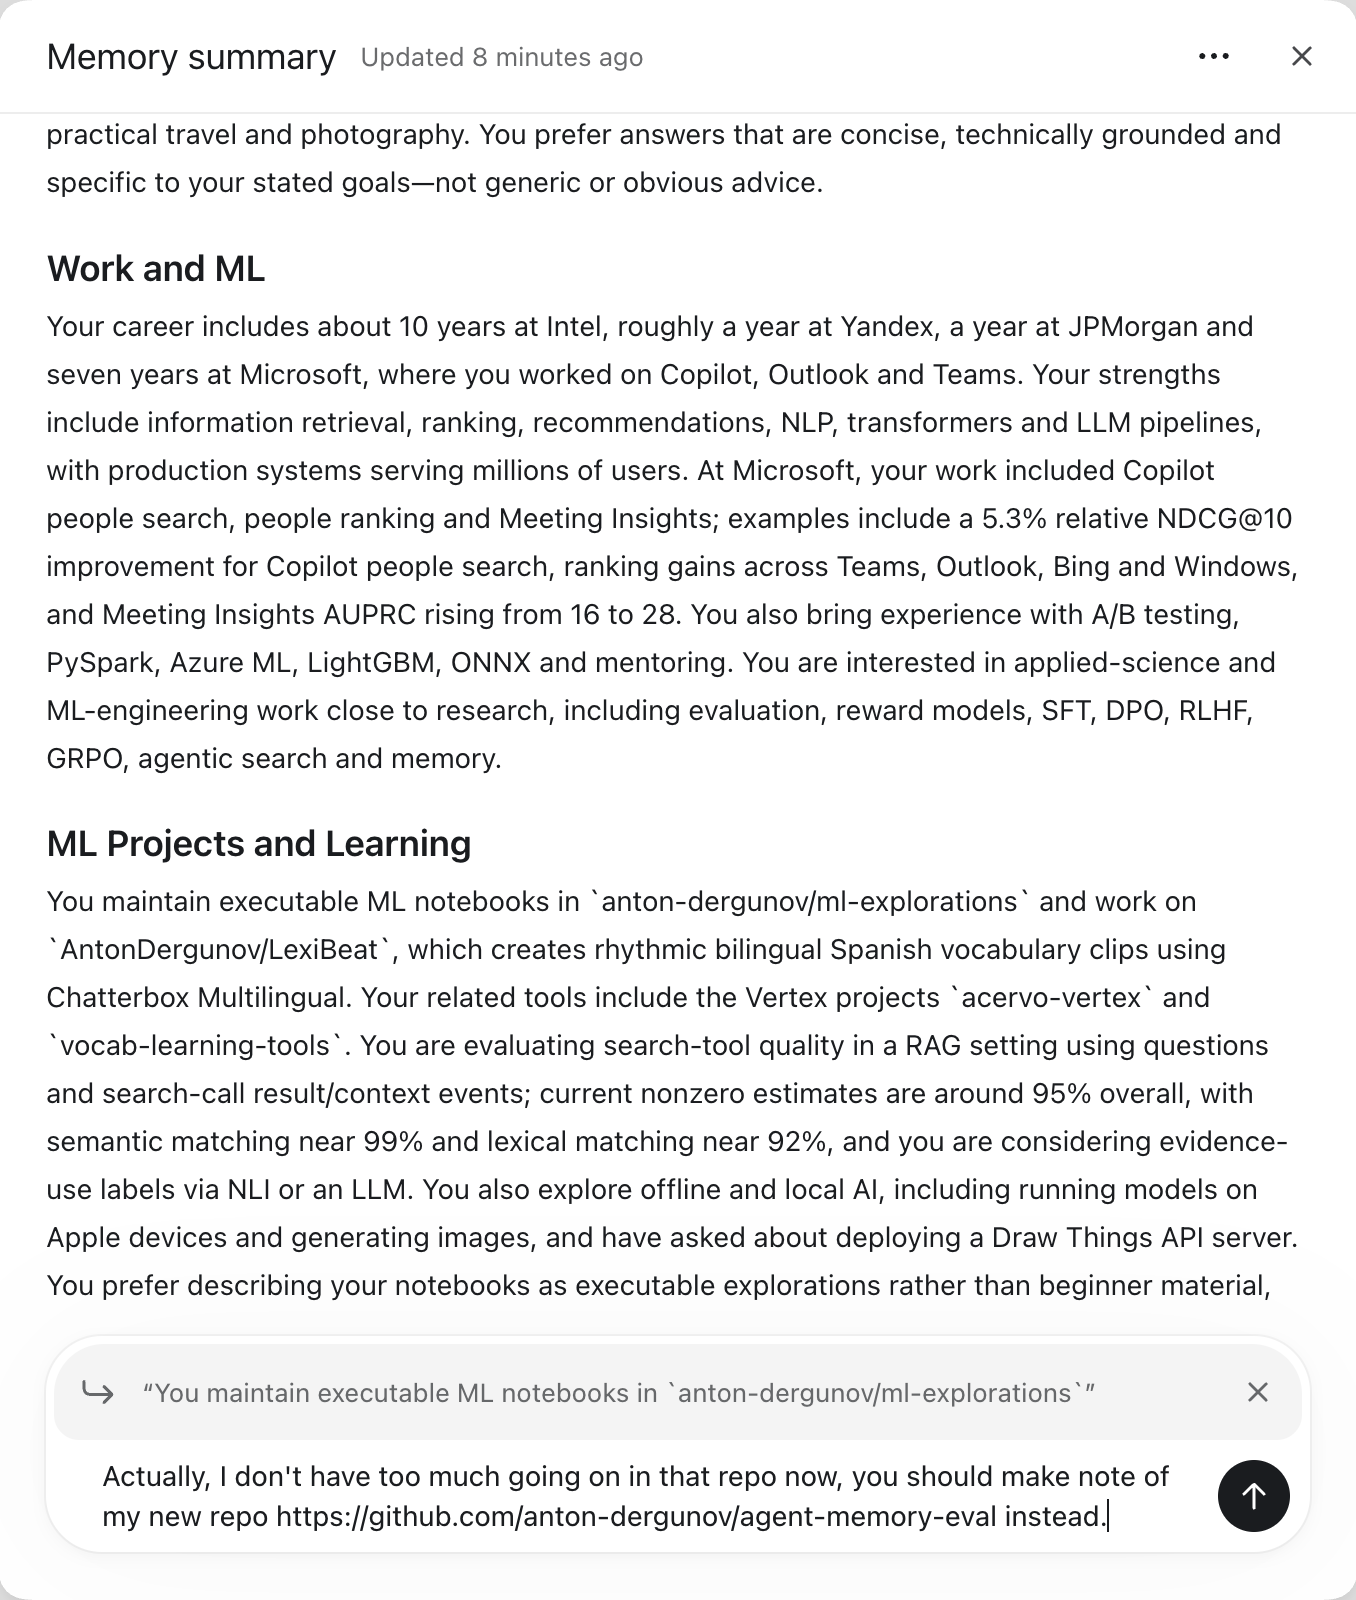 Memory summary Updated 8 minutes ago
practical travel and photography. You prefer answers that are concise, technically grounded and
specific to your stated goals—not generic or obvious advice.
Work and ML
Your career includes about 10 years at Intel, roughly a year at Yandex, a year at JPMorgan and
seven years at Microsoft, where you worked on Copilot, Outlook and Teams. Your strengths
include information retrieval, ranking, recommendations, NLP, transformers and LLM pipelines,
with production systems serving millions of users. At Microsoft, your work included Copilot
people search, people ranking and Meeting Insights; examples include a 5.3% relative NDCG@10
improvement for Copilot people search, ranking gains across Teams, Outlook, Bing and Windows,
and Meeting Insights AUPRC rising from 16 to 28. You also bring experience with A/B testing,
PySpark, Azure ML, LightGBM, ONNX and mentoring. You are interested in applied-science and
ML-engineering work close to research, including evaluation, reward models, SFT, DPO, RLHF,
GRPO, agentic search and memory.
ML Projects and Learning
You maintain executable ML notebooks in `anton-dergunov/ml-explorations` and work on
`AntonDergunov/LexiBeat`, which creates rhythmic bilingual Spanish vocabulary clips using
Chatterbox Multilingual. Your related tools include the Vertex projects `acervo-vertex` and
`vocab-learning-tools`. You are evaluating search-tool quality in a RAG setting using questions
and search-call result/context events; current nonzero estimates are around 95% overall, with
semantic matching near 99% and lexical matching near 92%, and you are considering evidence-
use labels via NLI or an LLM. You also explore offline and local AI, including running models on
Apple devices and generating images, and have asked about deploying a Draw Things API server.
You prefer describing your notebooks as executable explorations rather than beginner material,
“You maintain executable ML notebooks in `anton-dergunov/ml-explorations`”
Actually, I don't have too much going on in that repo now, you should make note of
my new repo https://github.com/anton-dergunov/agent-memory-eval instead.